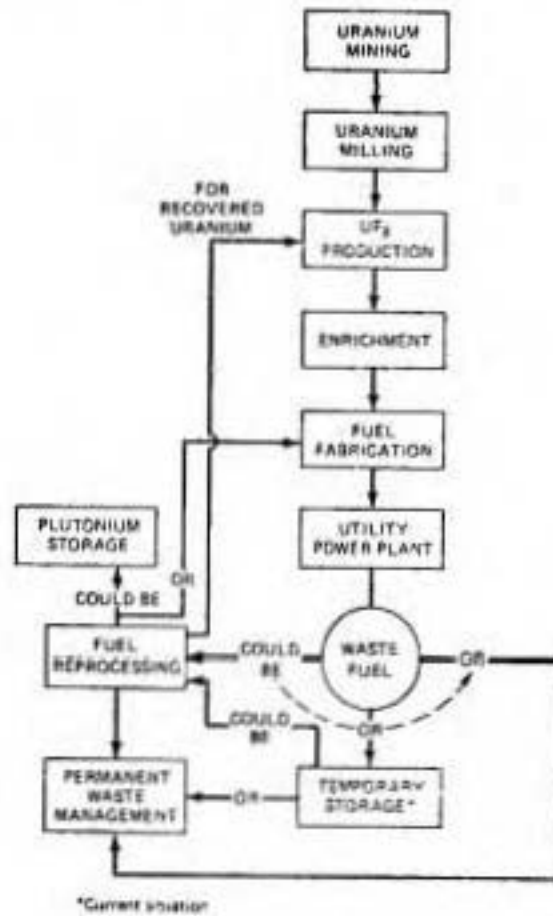 URANIUM
MINING
URANIUM
MILLING
FOR
RECOVERED
URANIUM
UF6
PRODUCTION
ENRICHMENT
FUEL
FABRICATION
PLUTONIUM
STORAGE
UTILITY
POWER PLANT
OR
COULD BE
FUEL
REPROCESSING
COULD
BE
WASTE
FUEL
OR
COULD
BE
OR
PERMANENT
WASTE
MANAGEMENT
OR
TEMPORARY
STORAGE*
*Current situation